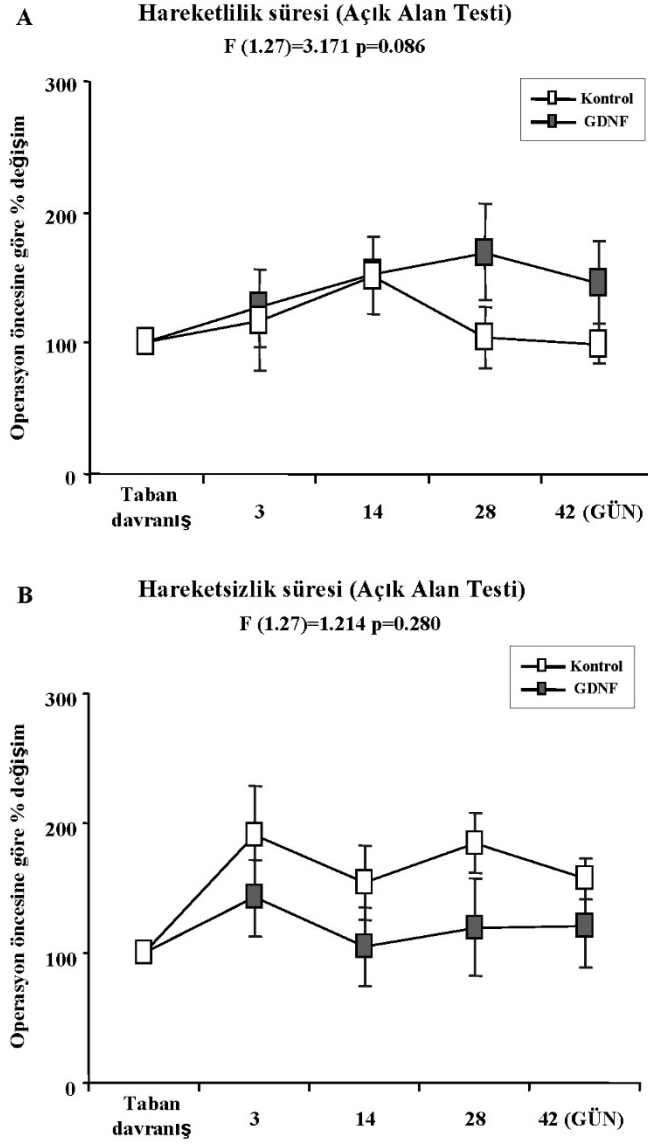 A
Hareketlilik süresi (Açık Alan Testi)
F (1.27)=3.171 p=0.086
Operasyon öncesine göre % değişim
300
200
100
0
Kontrol
GDNF
Taban
davranış
3
14
28
42 (GÜN)
B
Hareketsizlik süresi (Açık Alan Testi)
F (1.27)=1.214 p=0.280
Operasyon öncesine göre % değişim
300
200
100
0
Kontrol
GDNF
Taban
davranış
3
14
28
42 (GÜN)